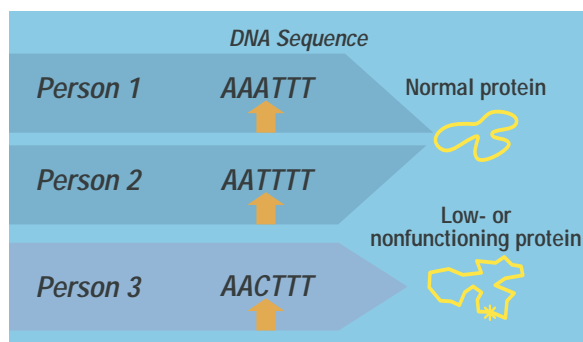 DNA Sequence
Person 1 AAATTT
Normal protein
Person 2 AATTTT
Low- or
nonfunctioning protein
Person 3 AACTTT